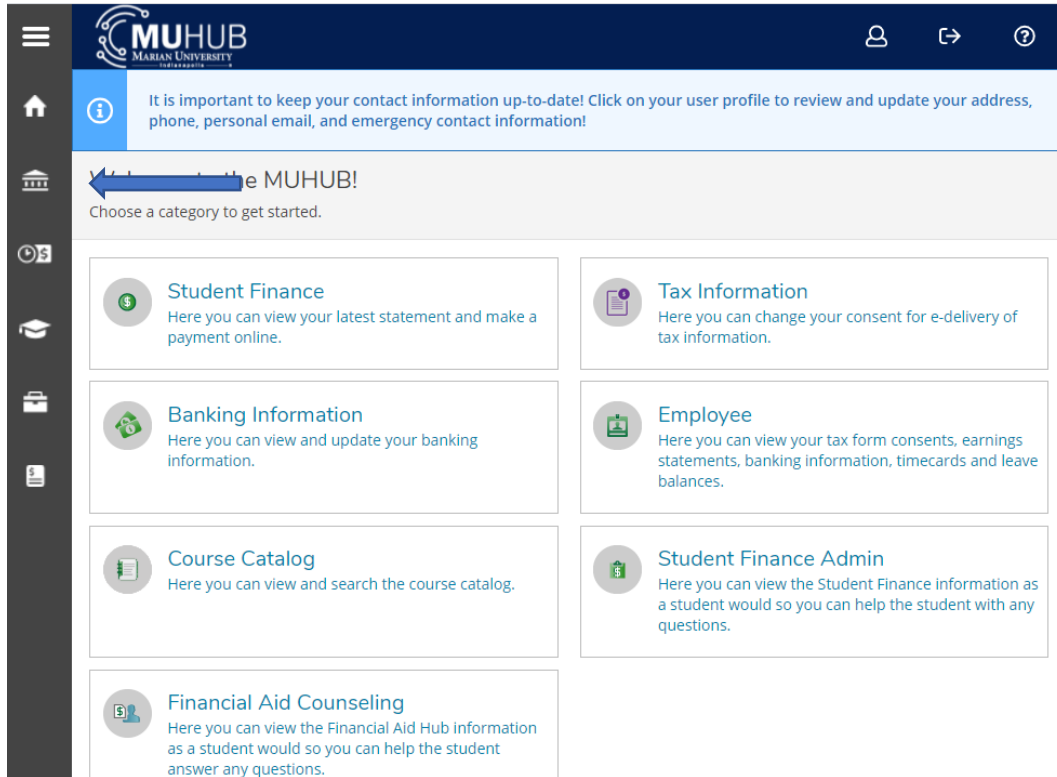 MUHUB
MARIAN UNIVERSITY
Indianapolis
It is important to keep your contact information up-to-date! Click on your user profile to review and update your address,
phone, personal email, and emergency contact information!
MUHUB!
Choose a category to get started.
Student Finance
Here you can view your latest statement and make a
payment online.
Tax Information
Here you can change your consent for e-delivery of
tax information.
Banking Information
Here you can view and update your banking
information.
Employee
Here you can view your tax form consents, earnings
statements, banking information, timecards and leave
balances.
Course Catalog
Here you can view and search the course catalog.
Student Finance Admin
Here you can view the Student Finance information as
a student would so you can help the student with any
questions.
Financial Aid Counseling
Here you can view the Financial Aid Hub information
as a student would so you can help the student
answer any questions.